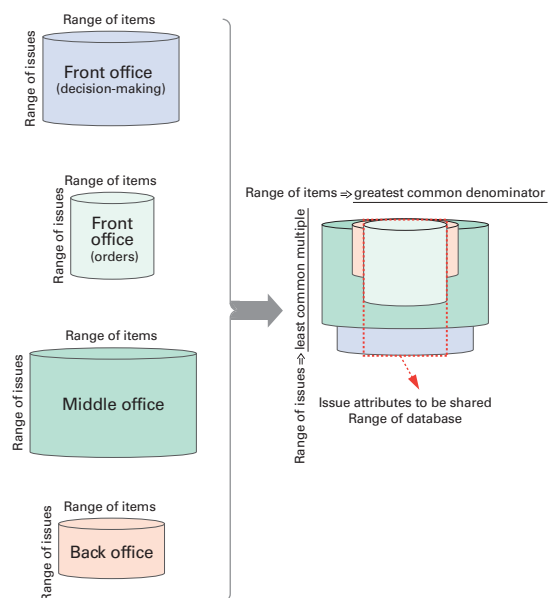 Range of items
Range of issues
Front office
(decision-making)
Range of items
Range of issues
Front
office
(orders)
Range of items
Range of issues
Middle office
Range of items
Range of issues
Back office
Range of items ⇒ greatest common denominator
Range of issues ⇒ least common multiple
Issue attributes to be shared
Range of database